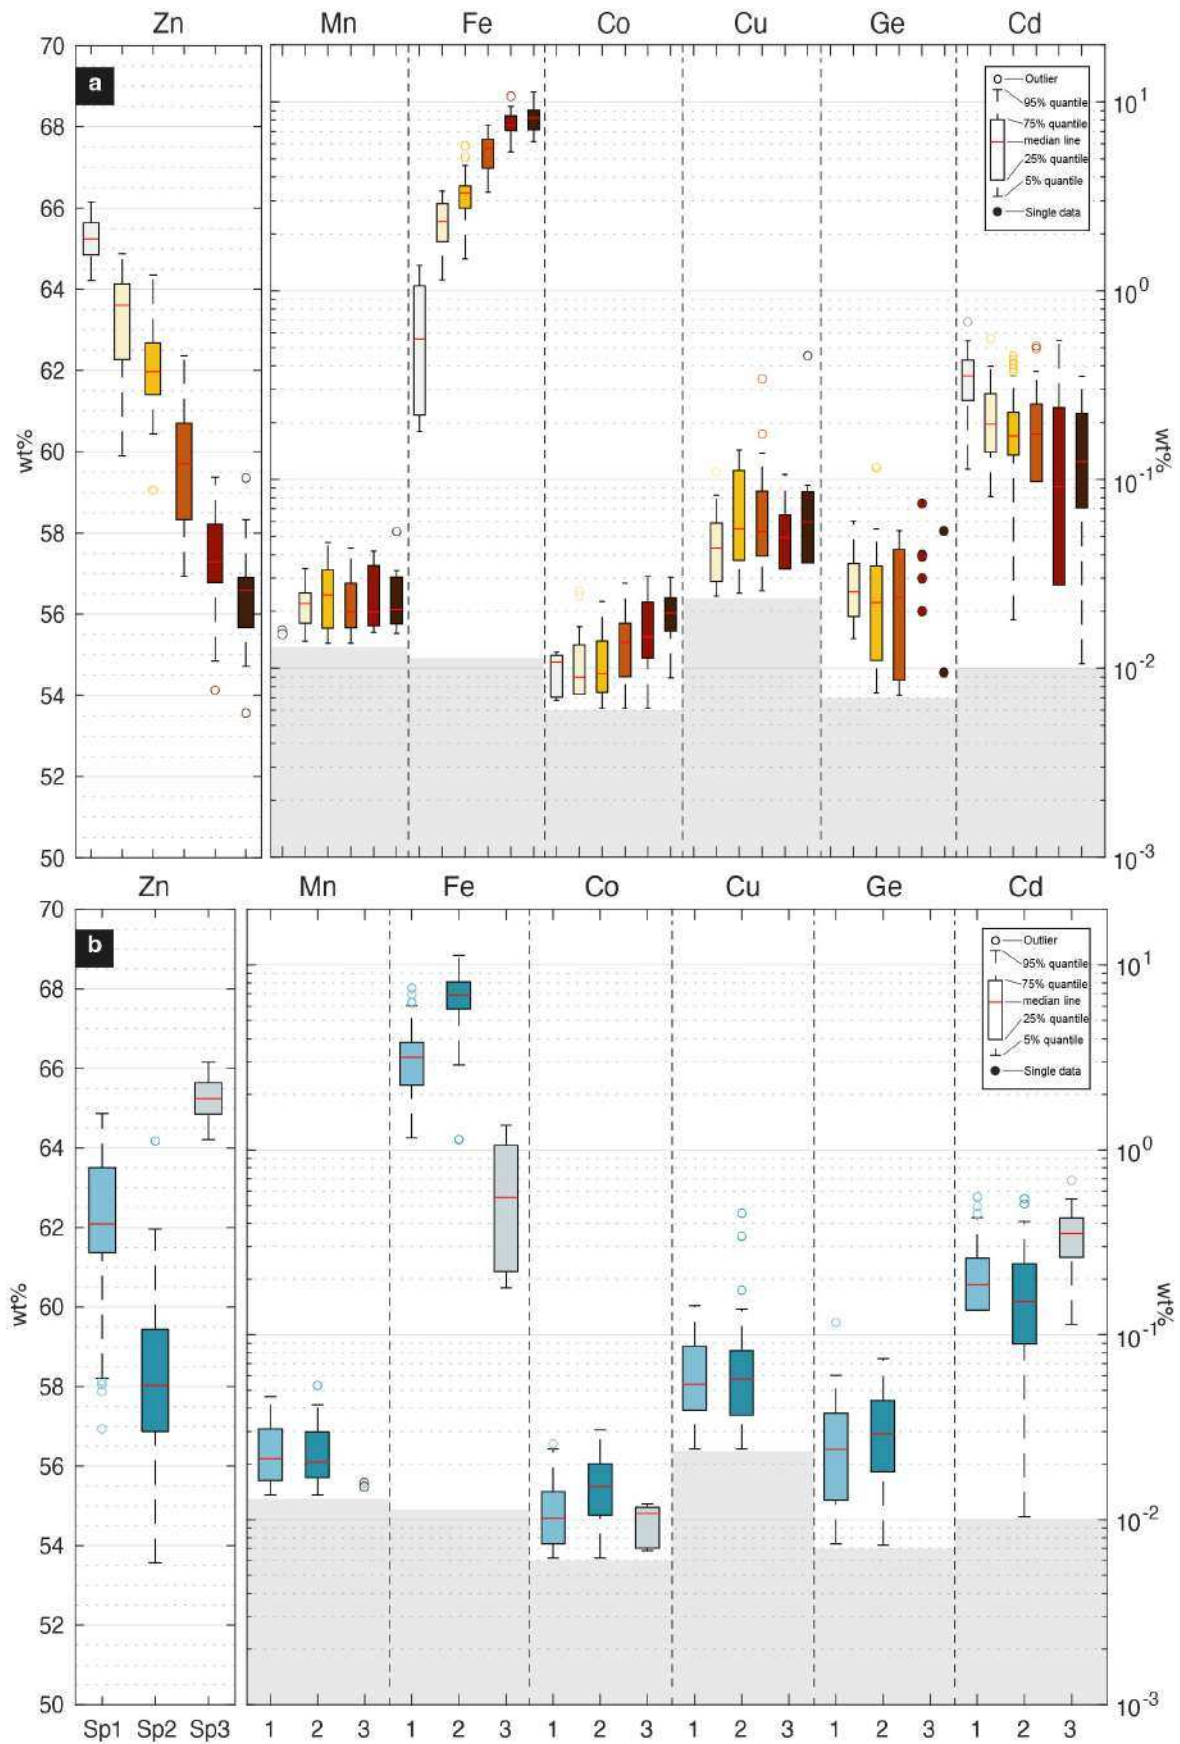 Zn Mn Fe Co Cu Ge Cd
a
70
68
66
64
62
60
58
56
54
52
50
wt%
10^1
10^0
10^-1
10^-2
10^-3
wt%
Outlier
95% quantile
75% quantile
median line
25% quantile
5% quantile
Single data
Zn Mn Fe Co Cu Ge Cd
b
70
68
66
64
62
60
58
56
54
52
50
wt%
10^1
10^0
10^-1
10^-2
10^-3
wt%
Outlier
95% quantile
75% quantile
median line
25% quantile
5% quantile
Single data
Sp1 Sp2 Sp3 1 2 3 1 2 3 1 2 3 1 2 3 1 2 3 1 2 3